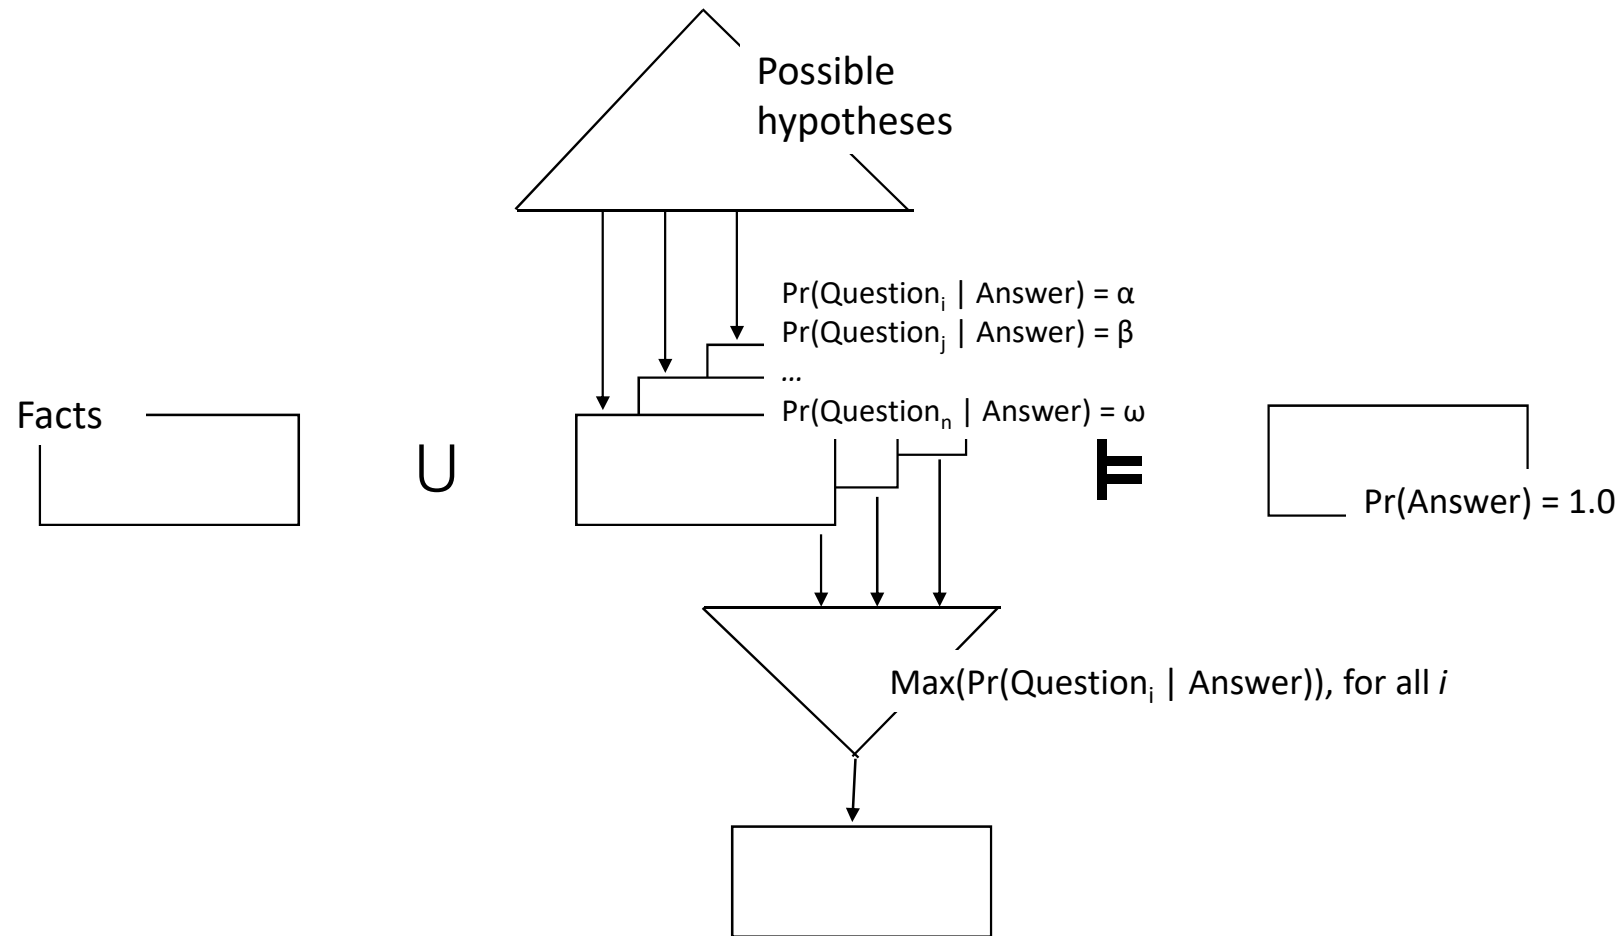 Possible
hypotheses
Pr(Questionᵢ | Answer) = α
Pr(Questionⱼ | Answer) = β
...
Pr(Questionₙ | Answer) = ω
Facts
∪
⊧
Pr(Answer) = 1.0
Max(Pr(Questionᵢ | Answer)), for all i